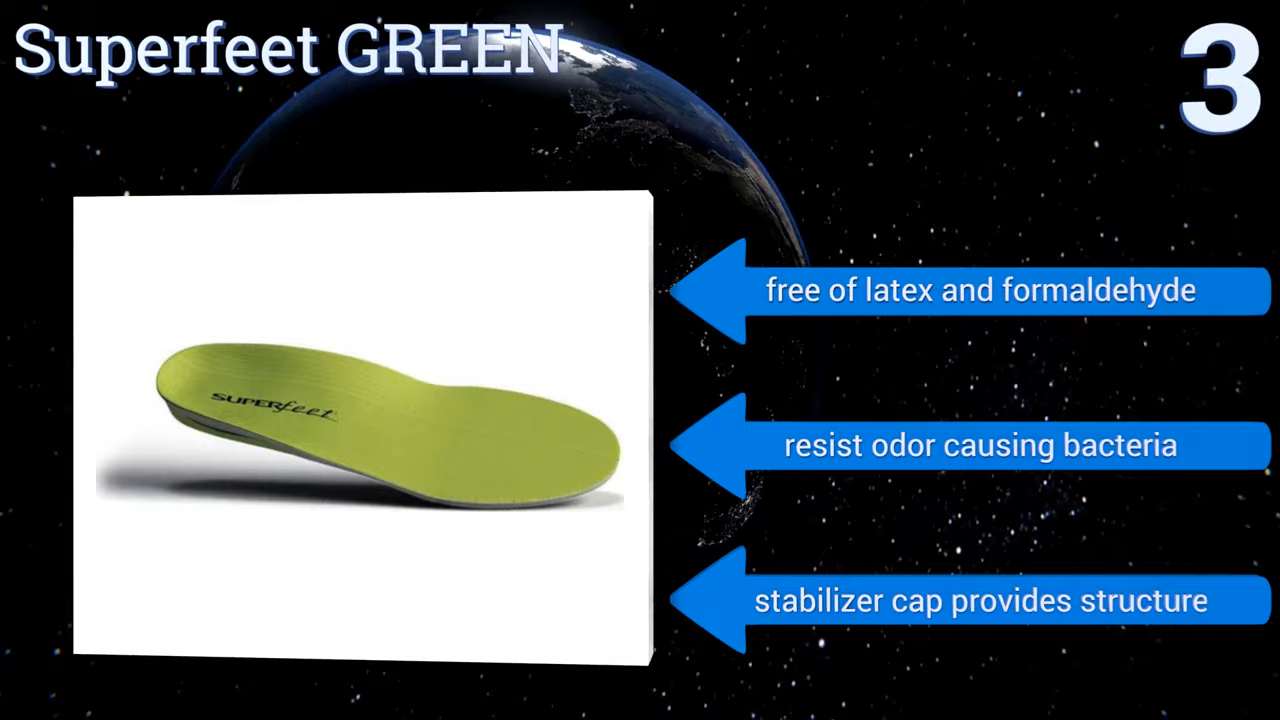 Superfeet GREEN
3
SUPERfeet
free of latex and formaldehyde
resist odor causing bacteria
stabilizer cap provides structure